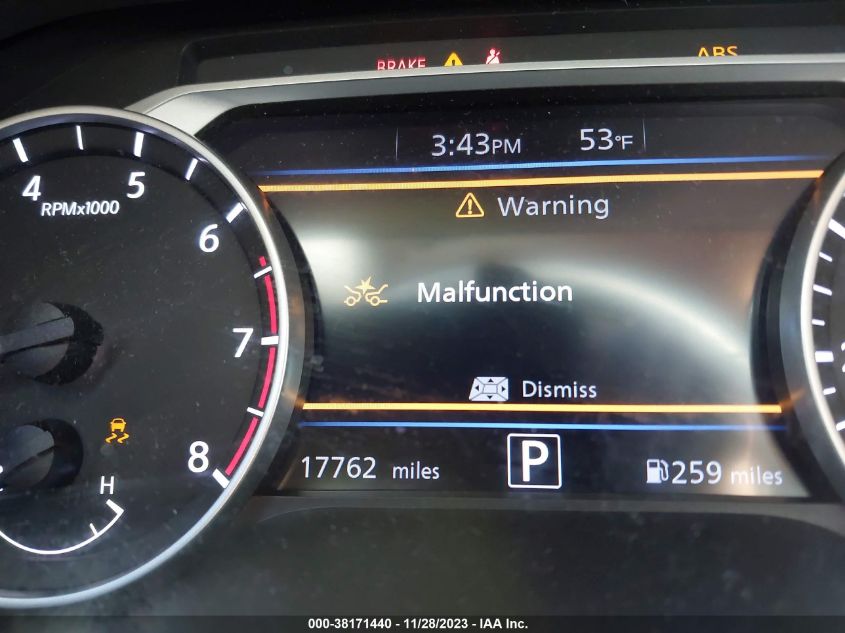 BRAKE ABS
3:43PM 53°F
Warning
Malfunction
Dismiss
17762 miles P 259 miles
4 5 6 7 8
RPMx1000
H
000-38171440 - 11/28/2023 - IAA Inc.